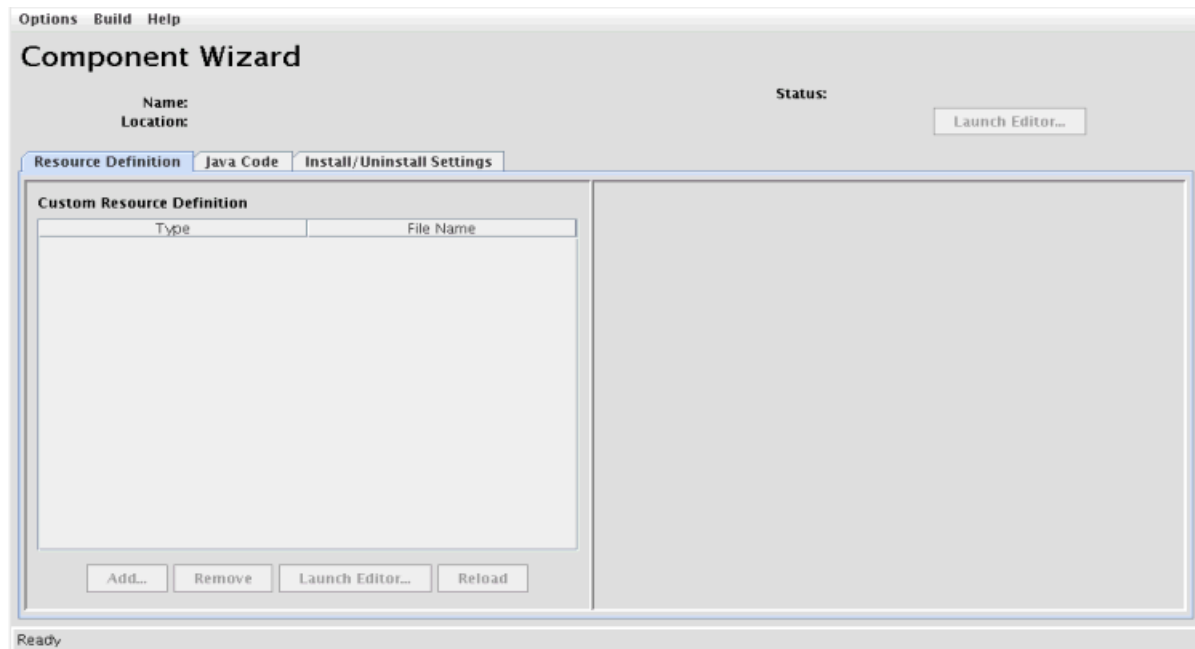 Options Build Help
Component Wizard
Name:
Status:
Location:
Launch Editor...
Resource Definition Java Code Install/Uninstall Settings
Custom Resource Definition
Type File Name
Add... Remove Launch Editor... Reload
Ready